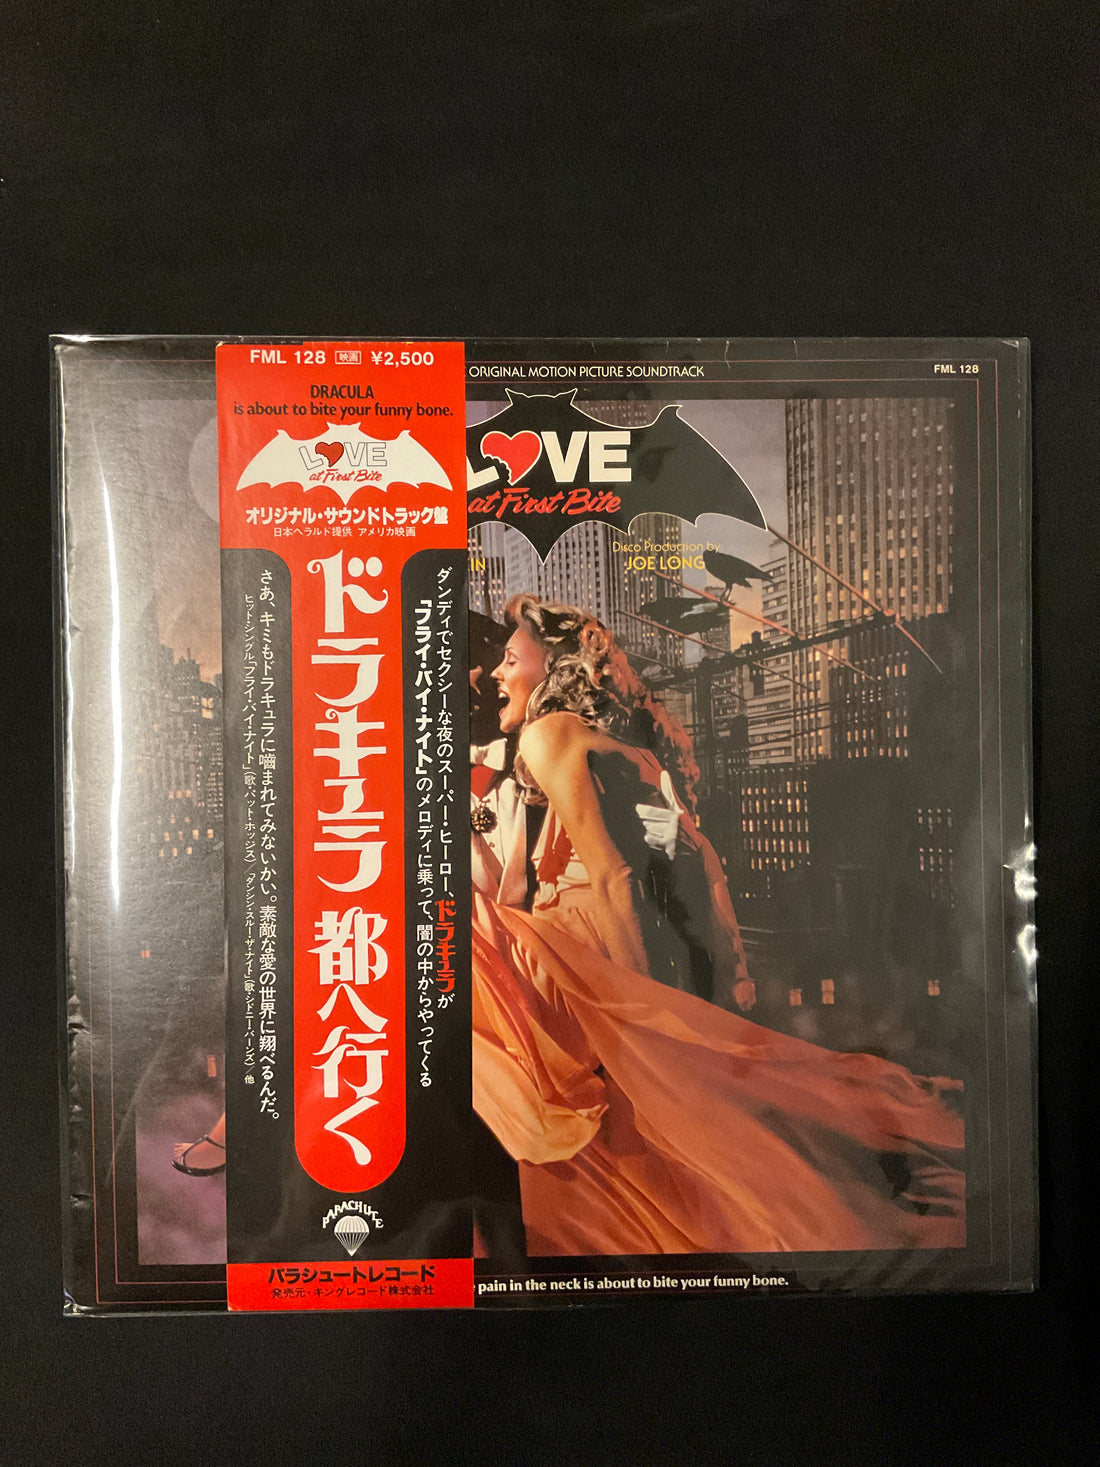 FML 128 映画 ¥2,500
DRACULA
is about to bite your funny bone.
LOVE
at First Bite
オリジナル・サウンドトラック盤
日本ヘラルド提供 アメリカ映画
ダンディでセクシーな夜のスーパー・ヒーロー、ドラキュラが
「フライ・バイ・ナイト」のメロディに乗って、闇の中からやってくる
ドラキュラ 都へ行く
さあ、キミもドラキュラに嚙まれてみないかい。素敵な愛の世界に翔べるんだ。
ヒット・シングル「フライ・バイ・ナイト」(歌・パット・ホッジス)/「ダンシン・スルー・ザ・ナイト」(歌・シドニー・バーンズ)/他
PARACHUTE
パラシュートレコード
発売元・キングレコード株式会社
ORIGINAL MOTION PICTURE SOUNDTRACK
FML 128
LOVE
at First Bite
EIN
Disco Production by
JOE LONG
pain in the neck is about to bite your funny bone.